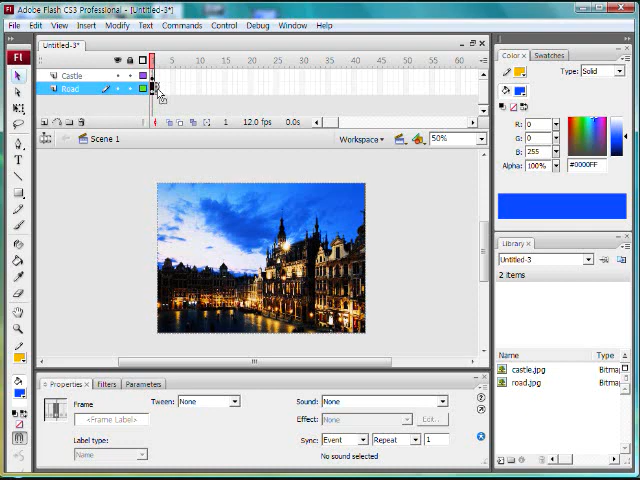 Adobe Flash CS3 Professional - [Untitled-3*]
File Edit View Insert Modify Text Commands Control Debug Window Help
Untitled-3*
5 10 15 20 25 30 35 40 45 50 55 60
Castle
Road
1 12.0 fps 0.0s
Scene 1
Workspace
50%
Fl
T
Color Swatches
Type: Solid
R: 0
G: 0
B: 255
Alpha: 100%
#0000FF
Library
Untitled-3
2 items
Name Type
castle.jpg Bitma
road.jpg Bitma
Properties Filters Parameters
Frame
<Frame Label>
Label type:
Name
Tween: None
Sound: None
Effect: None
Edit...
Sync: Event Repeat 1
No sound selected